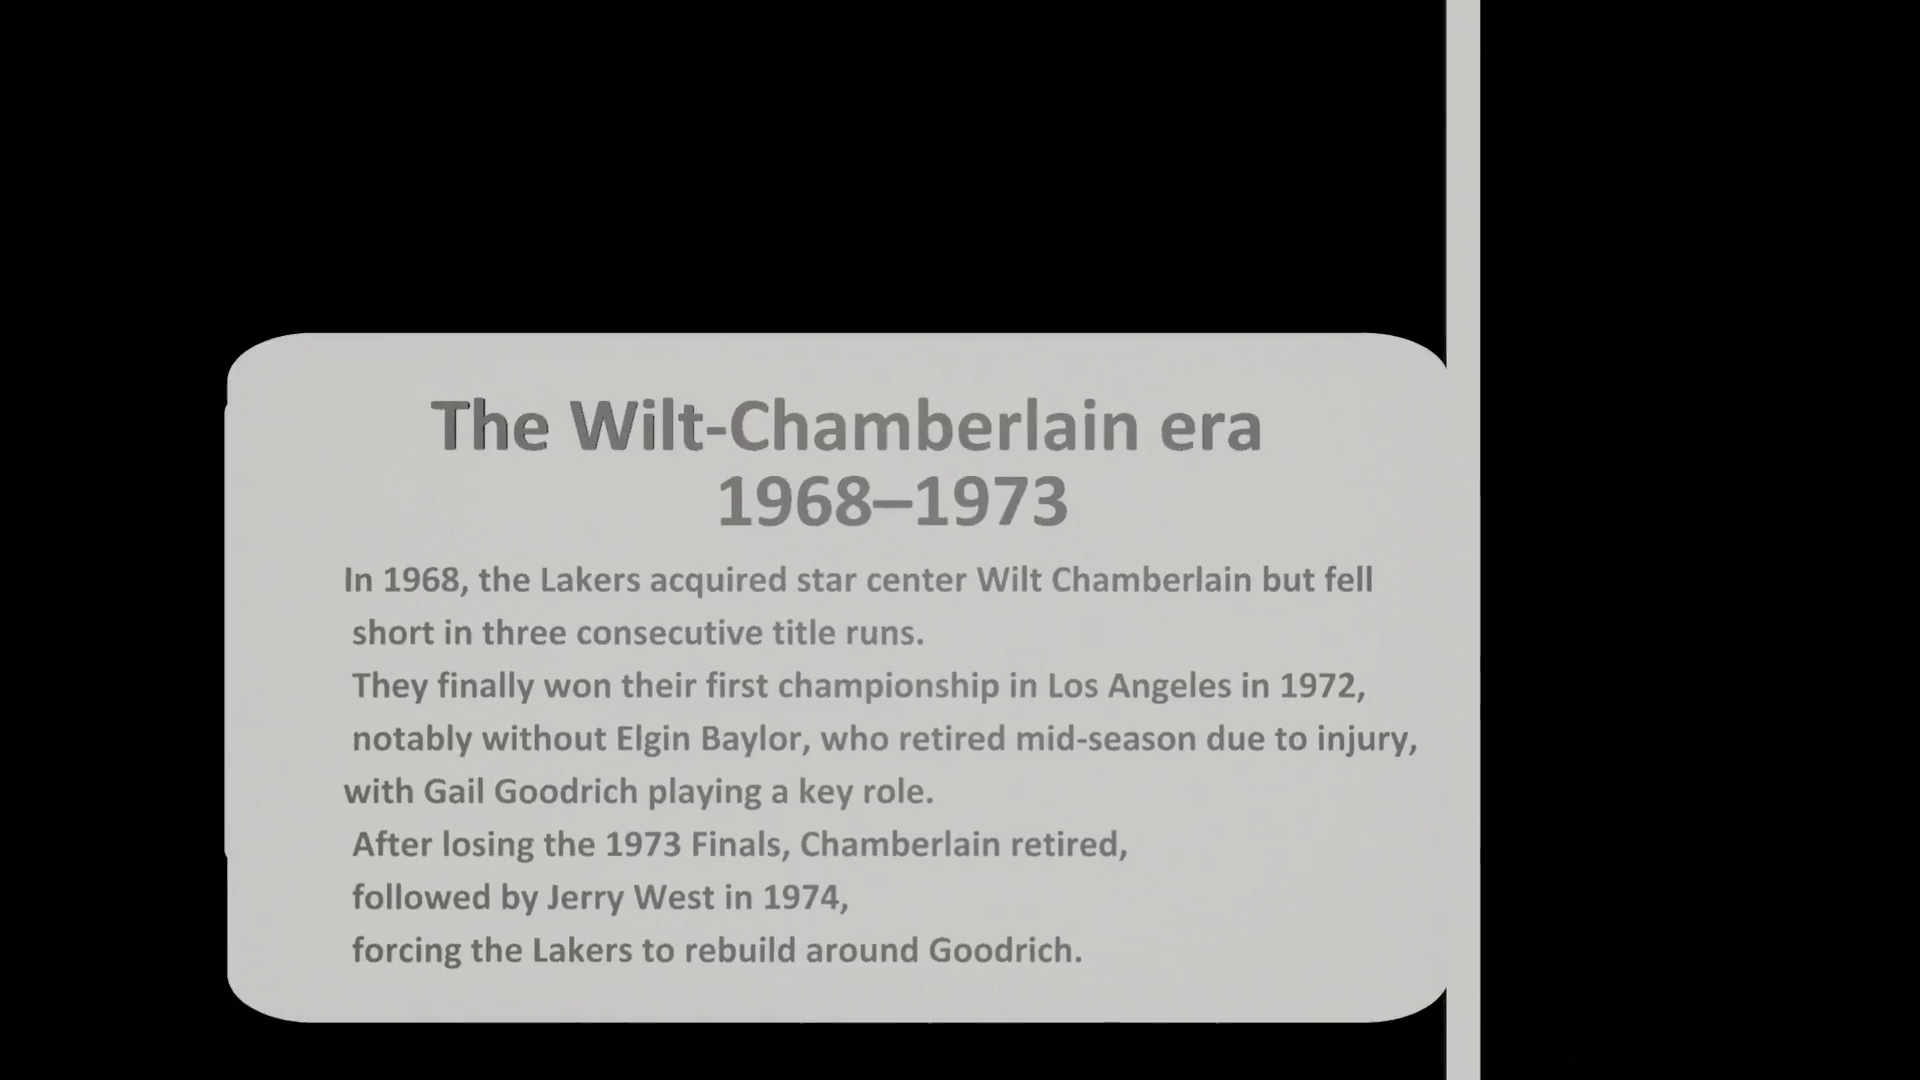 The Wilt-Chamberlain era
1968–1973
In 1968, the Lakers acquired star center Wilt Chamberlain but fell
short in three consecutive title runs.
They finally won their first championship in Los Angeles in 1972,
notably without Elgin Baylor, who retired mid-season due to injury,
with Gail Goodrich playing a key role.
After losing the 1973 Finals, Chamberlain retired,
followed by Jerry West in 1974,
forcing the Lakers to rebuild around Goodrich.